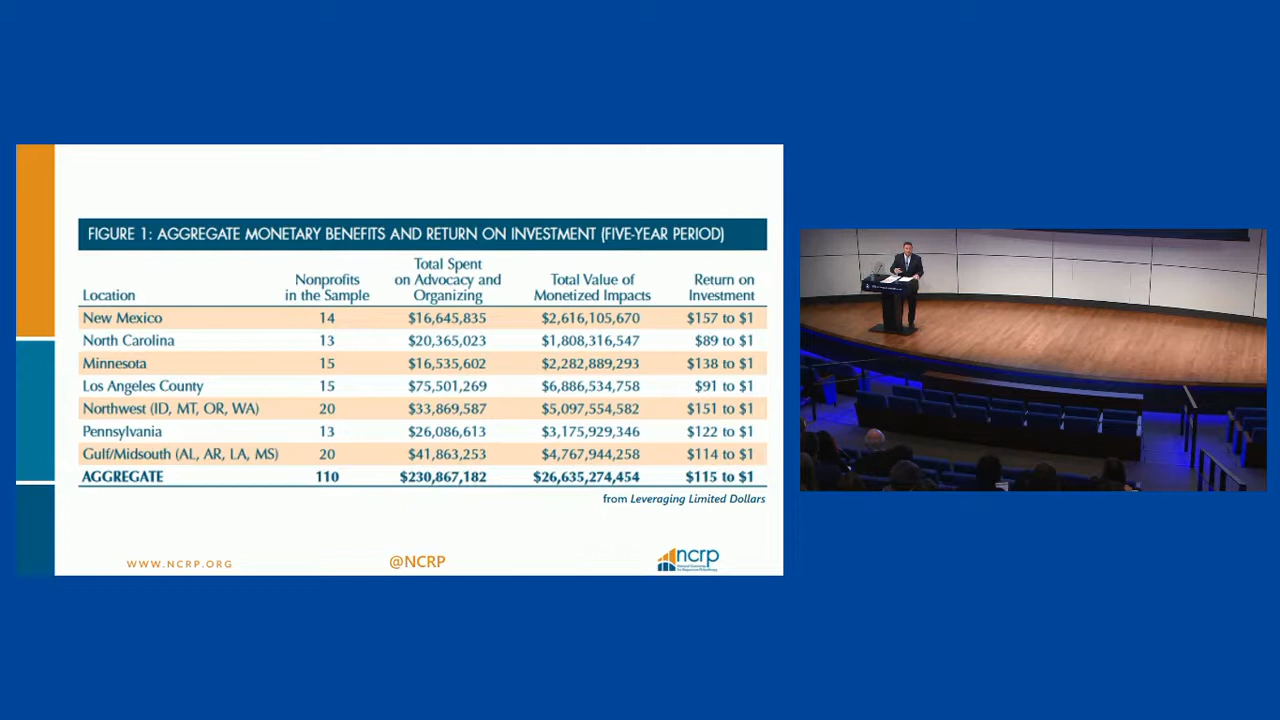 FIGURE 1: AGGREGATE MONETARY BENEFITS AND RETURN ON INVESTMENT (FIVE-YEAR PERIOD)
Location Nonprofits in the Sample Total Spent on Advocacy and Organizing Total Value of Monetized Impacts Return on Investment
New Mexico 14 $16,645,835 $2,616,105,670 $157 to $1
North Carolina 13 $20,365,023 $1,808,316,547 $89 to $1
Minnesota 15 $16,535,602 $2,282,889,293 $138 to $1
Los Angeles County 15 $75,501,269 $6,886,534,758 $91 to $1
Northwest (ID, MT, OR, WA) 20 $33,869,587 $5,097,554,582 $151 to $1
Pennsylvania 13 $26,086,613 $3,175,929,346 $122 to $1
Gulf/Midsouth (AL, AR, LA, MS) 20 $41,863,253 $4,767,944,258 $114 to $1
AGGREGATE 110 $230,867,182 $26,635,274,454 $115 to $1
from Leveraging Limited Dollars
WWW.NCRP.ORG @NCRP ncrp